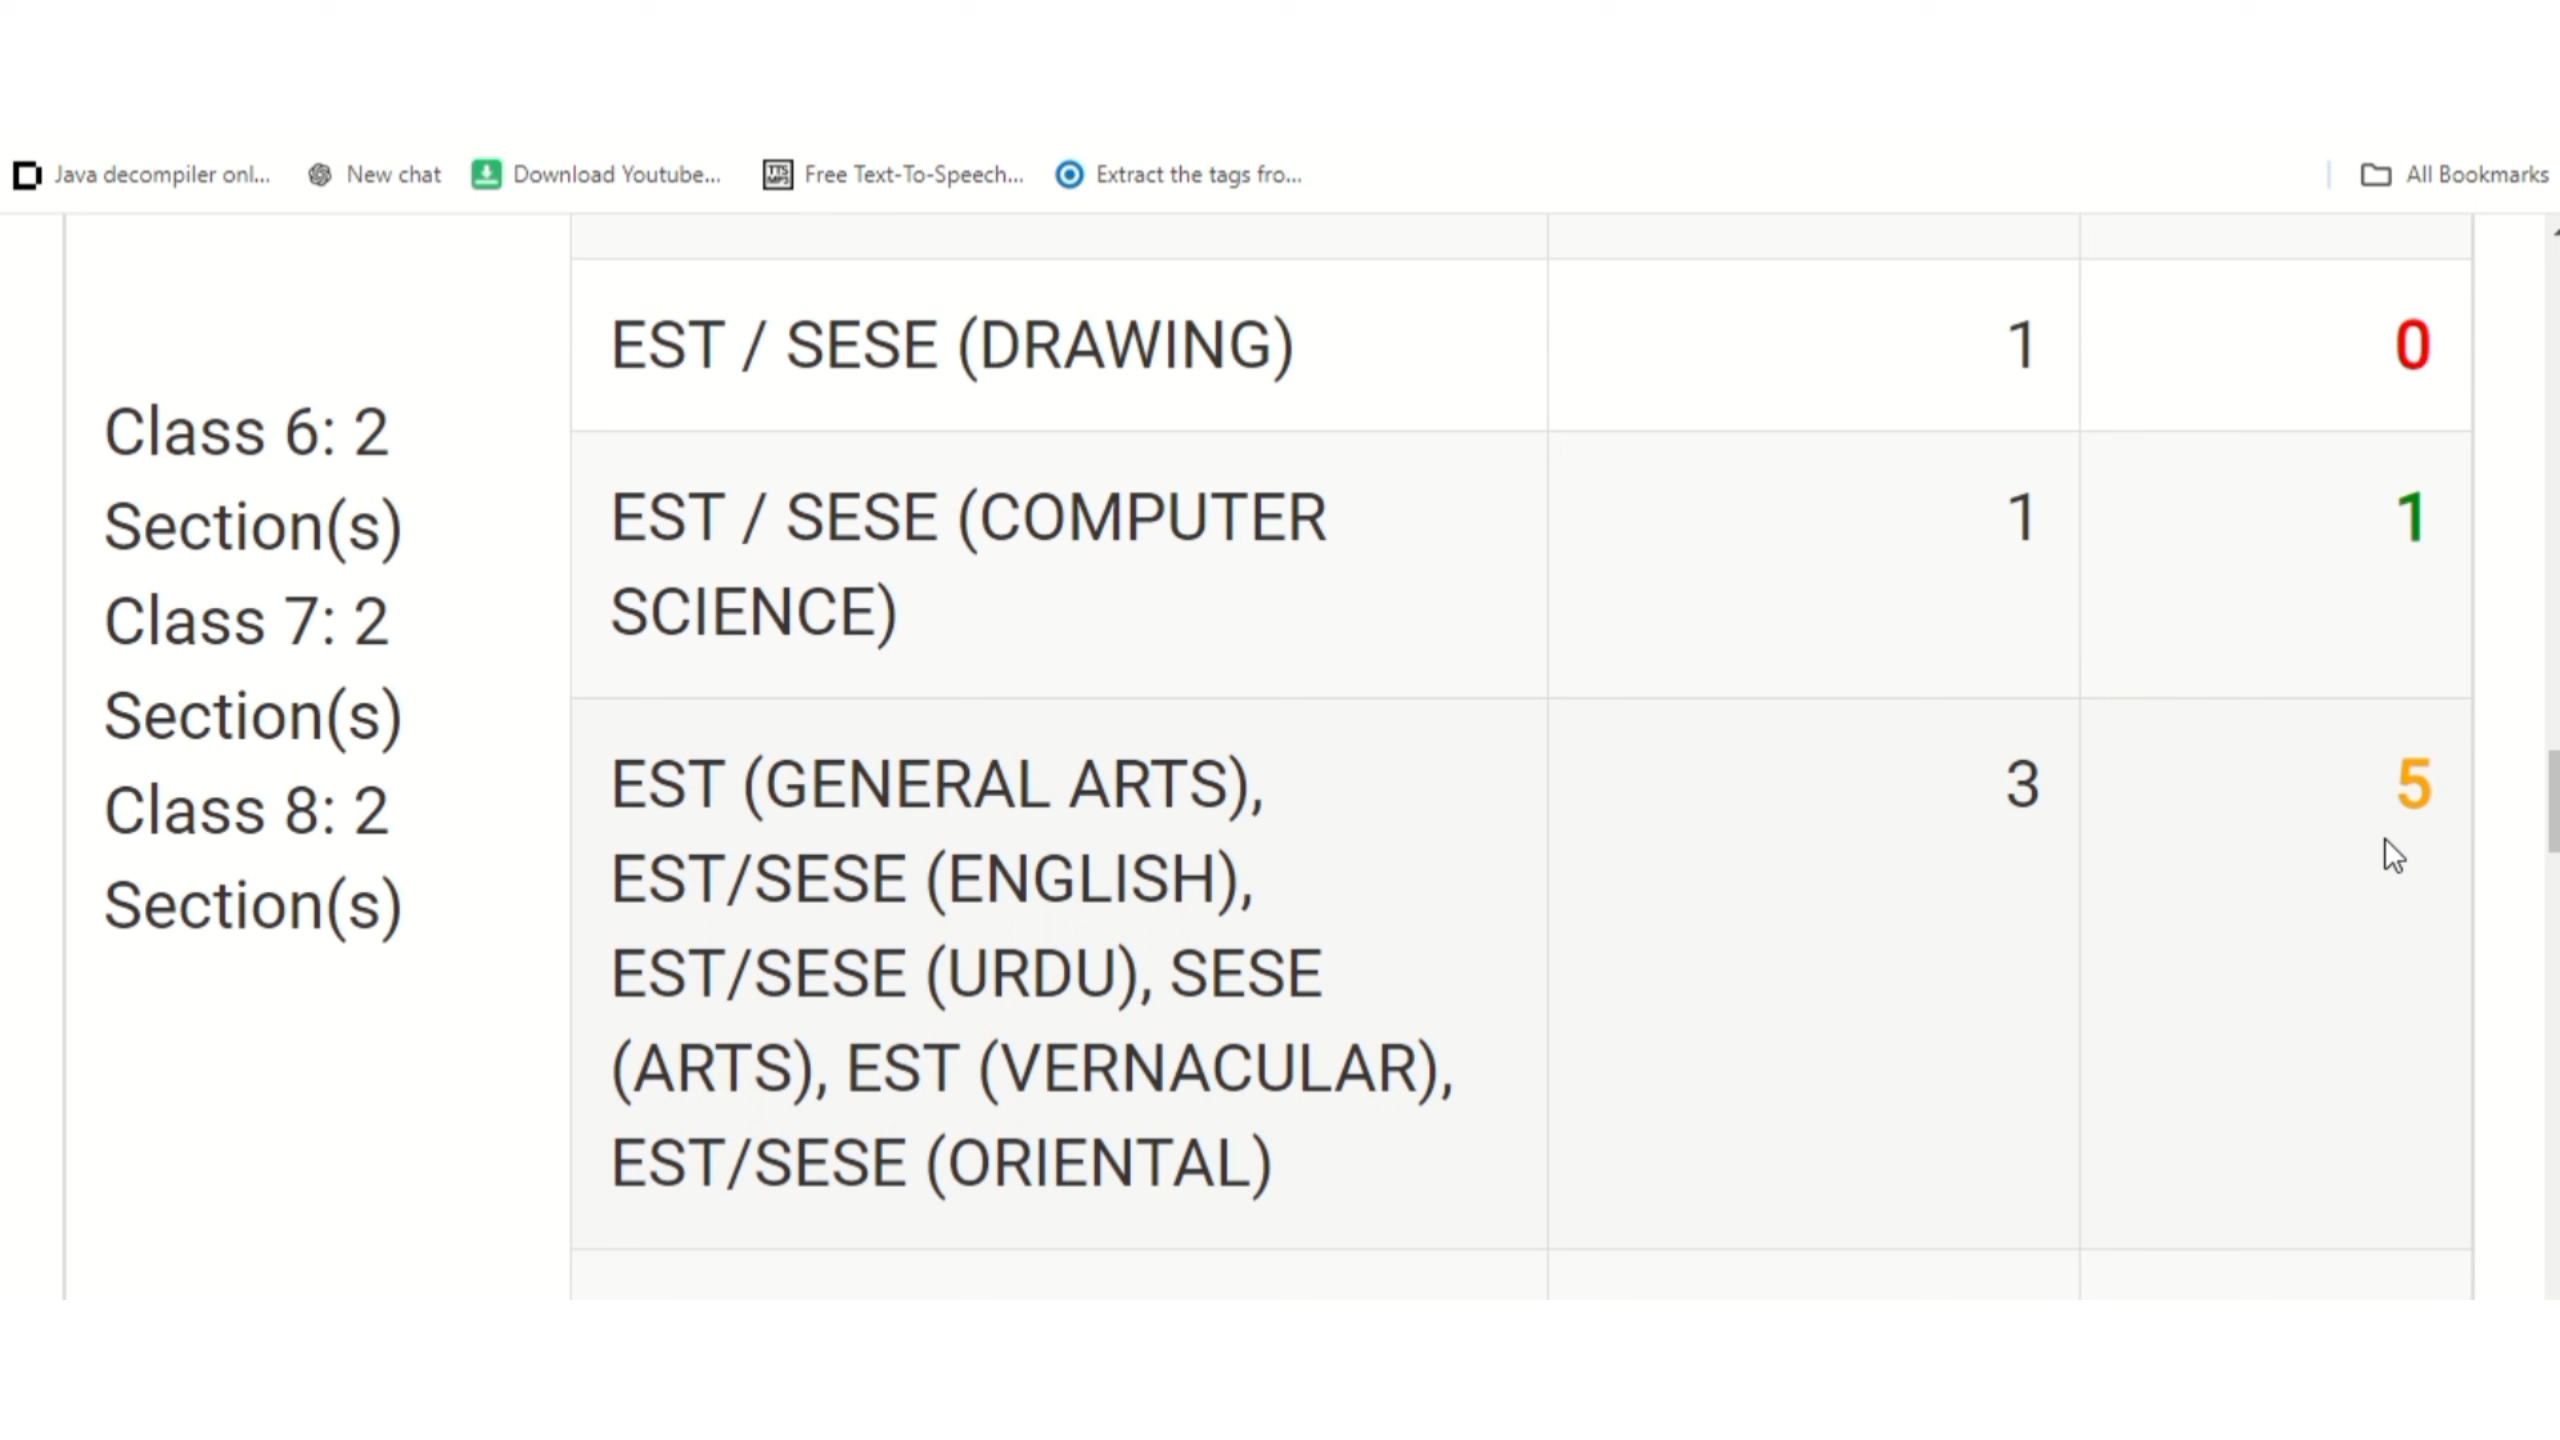 Java decompiler onl... New chat Download Youtube... TTS MP3 Free Text-To-Speech... Extract the tags fro... All Bookmarks
Class 6: 2
Section(s)
Class 7: 2
Section(s)
Class 8: 2
Section(s)
EST / SESE (DRAWING) 1 0
EST / SESE (COMPUTER 1 1
SCIENCE)
EST (GENERAL ARTS), 3 5
EST/SESE (ENGLISH),
EST/SESE (URDU), SESE
(ARTS), EST (VERNACULAR),
EST/SESE (ORIENTAL)